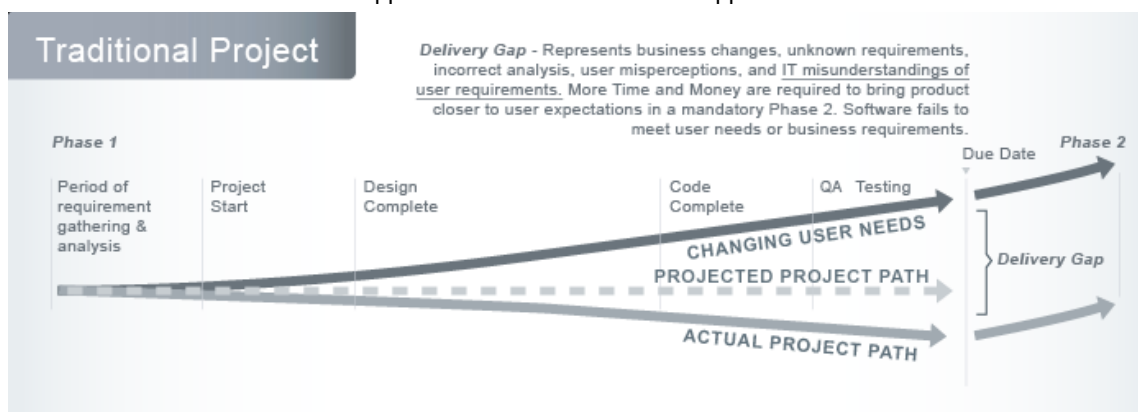 Traditional Project
Delivery Gap - Represents business changes, unknown requirements,
incorrect analysis, user misperceptions, and IT misunderstandings of
user requirements. More Time and Money are required to bring product
closer to user expectations in a mandatory Phase 2. Software fails to
meet user needs or business requirements.
Phase 1
Phase 2
Due Date
Period of
requirement
gathering &
analysis
Project
Start
Design
Complete
Code
Complete
QA Testing
CHANGING USER NEEDS
PROJECTED PROJECT PATH
Delivery Gap
ACTUAL PROJECT PATH